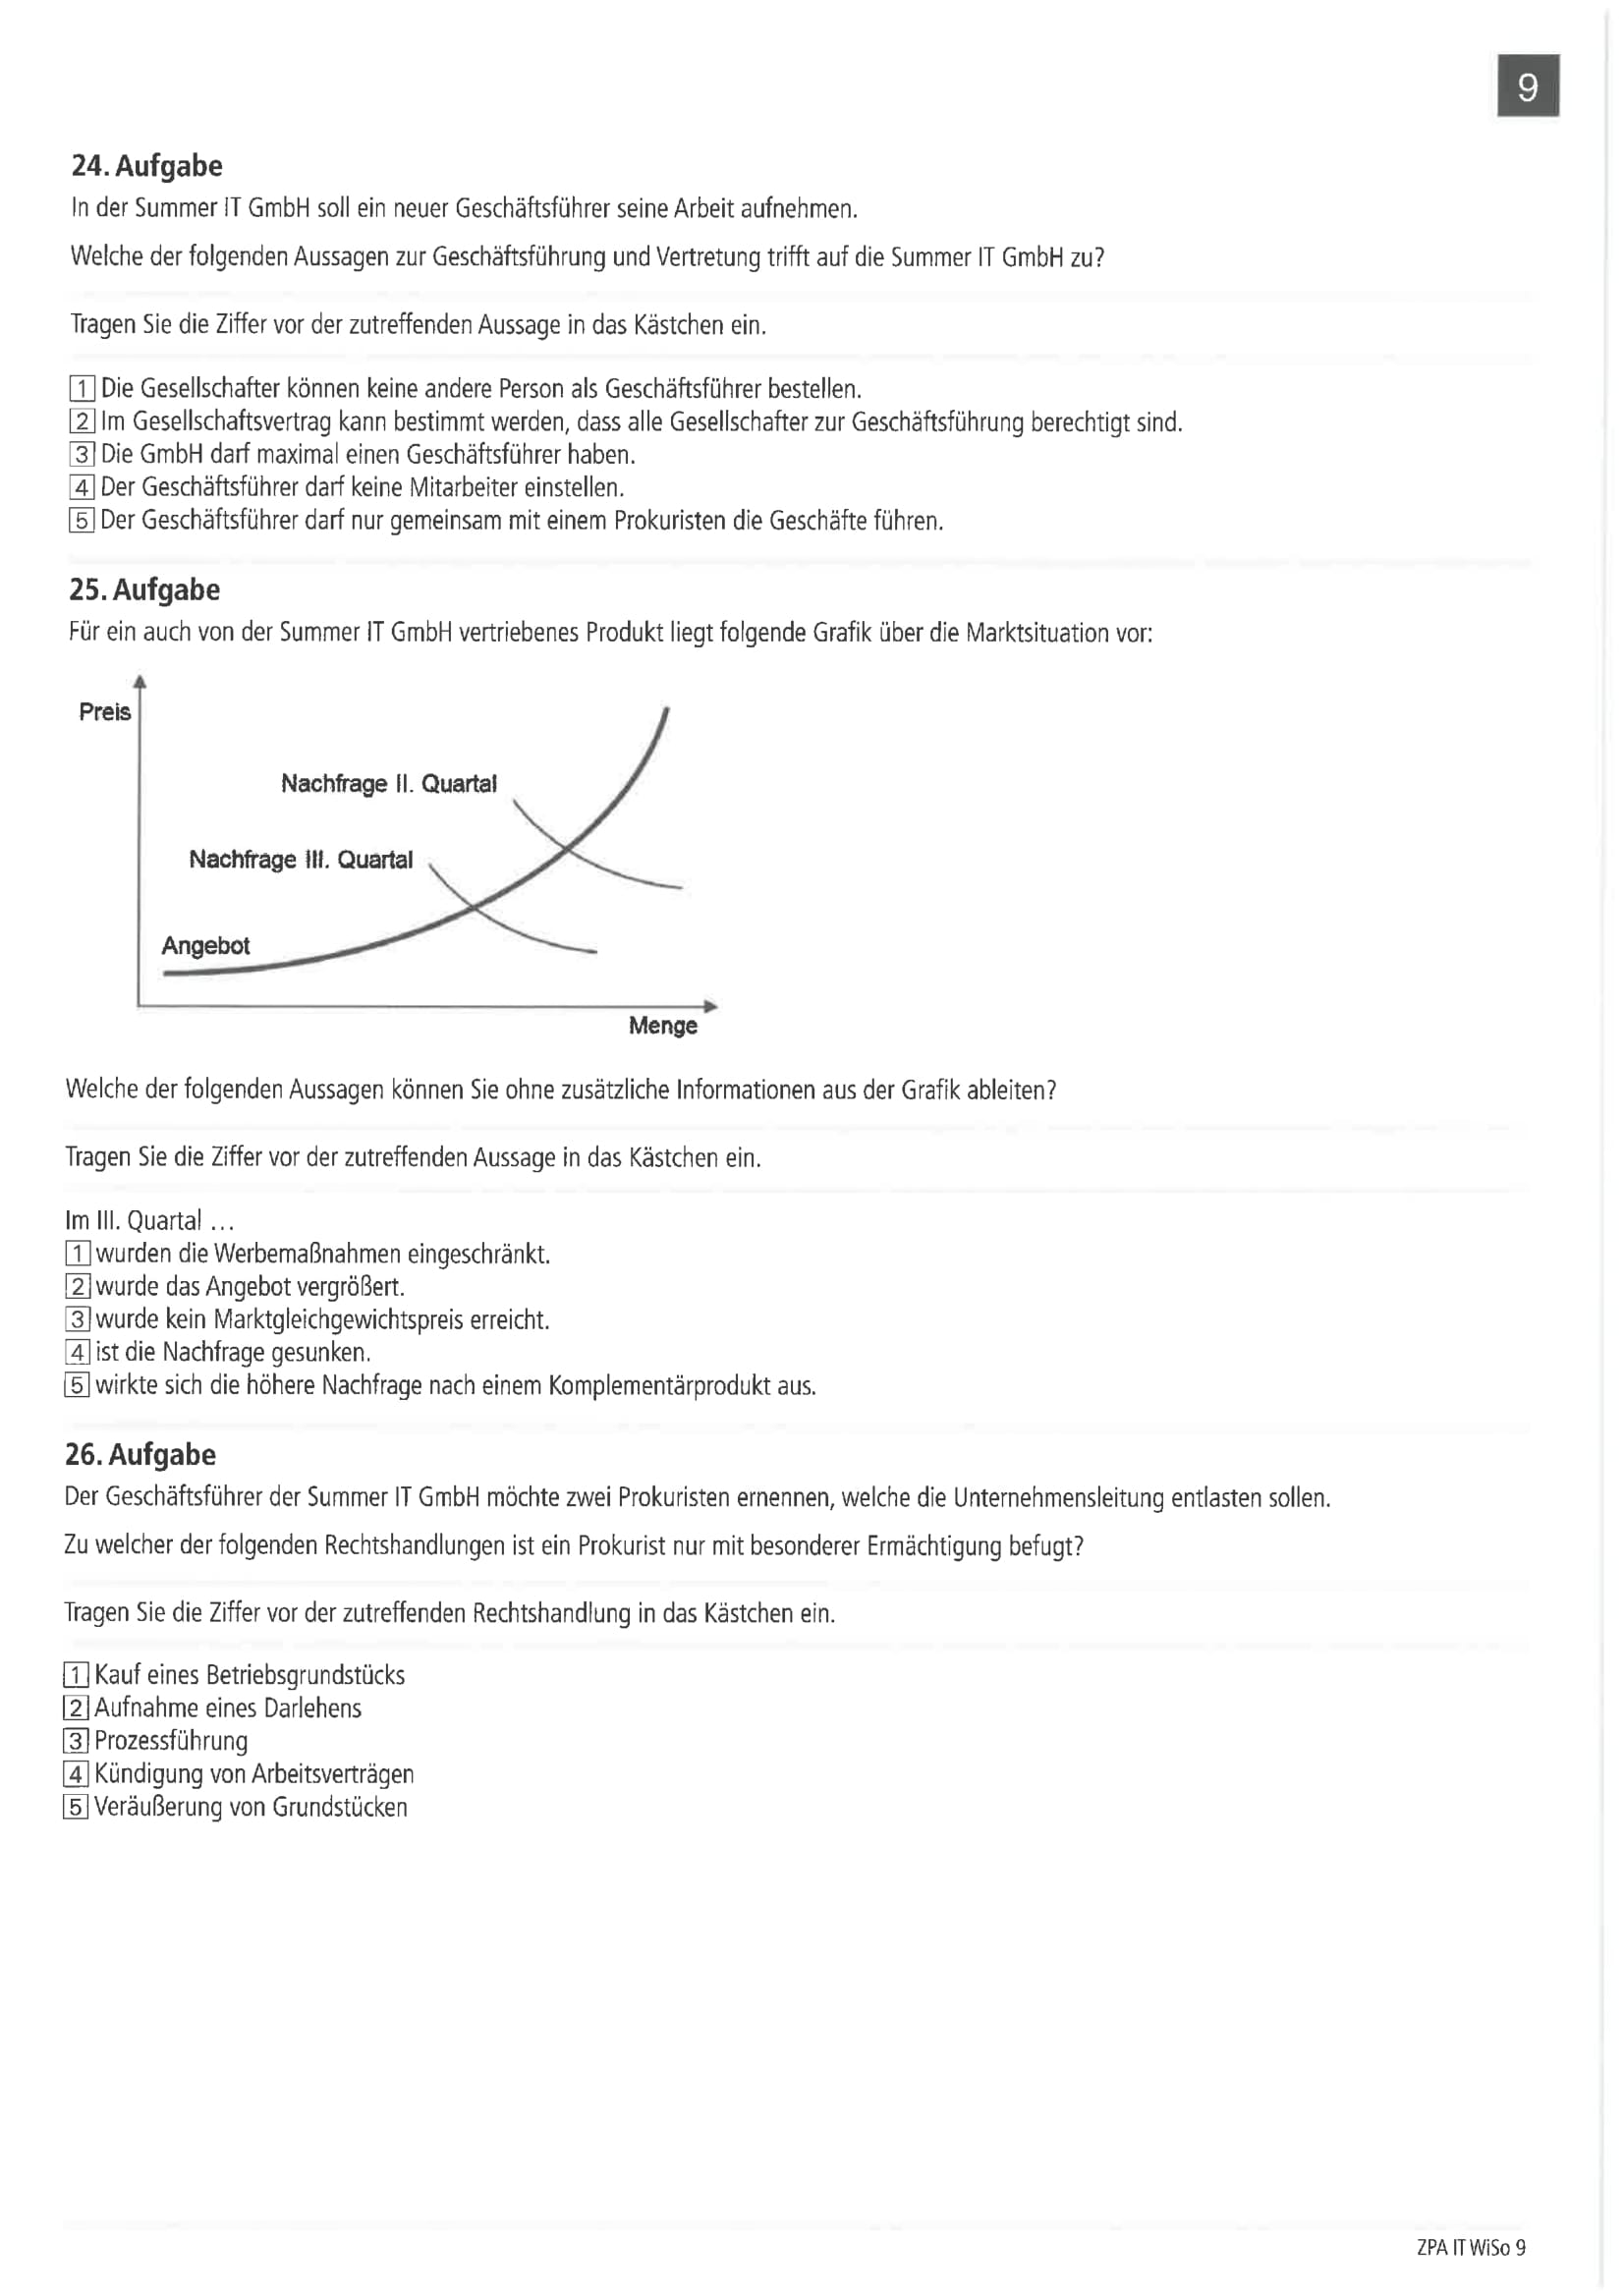 9
24. Aufgabe
In der Summer IT GmbH soll ein neuer Geschäftsführer seine Arbeit aufnehmen.
Welche der folgenden Aussagen zur Geschäftsführung und Vertretung trifft auf die Summer IT GmbH zu?
Tragen Sie die Ziffer vor der zutreffenden Aussage in das Kästchen ein.
1 Die Gesellschafter können keine andere Person als Geschäftsführer bestellen.
2 Im Gesellschaftsvertrag kann bestimmt werden, dass alle Gesellschafter zur Geschäftsführung berechtigt sind.
3 Die GmbH darf maximal einen Geschäftsführer haben.
4 Der Geschäftsführer darf keine Mitarbeiter einstellen.
5 Der Geschäftsführer darf nur gemeinsam mit einem Prokuristen die Geschäfte führen.
25. Aufgabe
Für ein auch von der Summer IT GmbH vertriebenes Produkt liegt folgende Grafik über die Marktsituation vor:
Preis
Nachfrage II. Quartal
Nachfrage III. Quartal
Angebot
Menge
Welche der folgenden Aussagen können Sie ohne zusätzliche Informationen aus der Grafik ableiten?
Tragen Sie die Ziffer vor der zutreffenden Aussage in das Kästchen ein.
Im III. Quartal ...
1 wurden die Werbemaßnahmen eingeschränkt.
2 wurde das Angebot vergrößert.
3 wurde kein Marktgleichgewichtspreis erreicht.
4 ist die Nachfrage gesunken.
5 wirkte sich die höhere Nachfrage nach einem Komplementärprodukt aus.
26. Aufgabe
Der Geschäftsführer der Summer IT GmbH möchte zwei Prokuristen ernennen, welche die Unternehmensleitung entlasten sollen.
Zu welcher der folgenden Rechtshandlungen ist ein Prokurist nur mit besonderer Ermächtigung befugt?
Tragen Sie die Ziffer vor der zutreffenden Rechtshandlung in das Kästchen ein.
1 Kauf eines Betriebsgrundstücks
2 Aufnahme eines Darlehens
3 Prozessführung
4 Kündigung von Arbeitsverträgen
5 Veräußerung von Grundstücken
ZPA IT WiSo 9